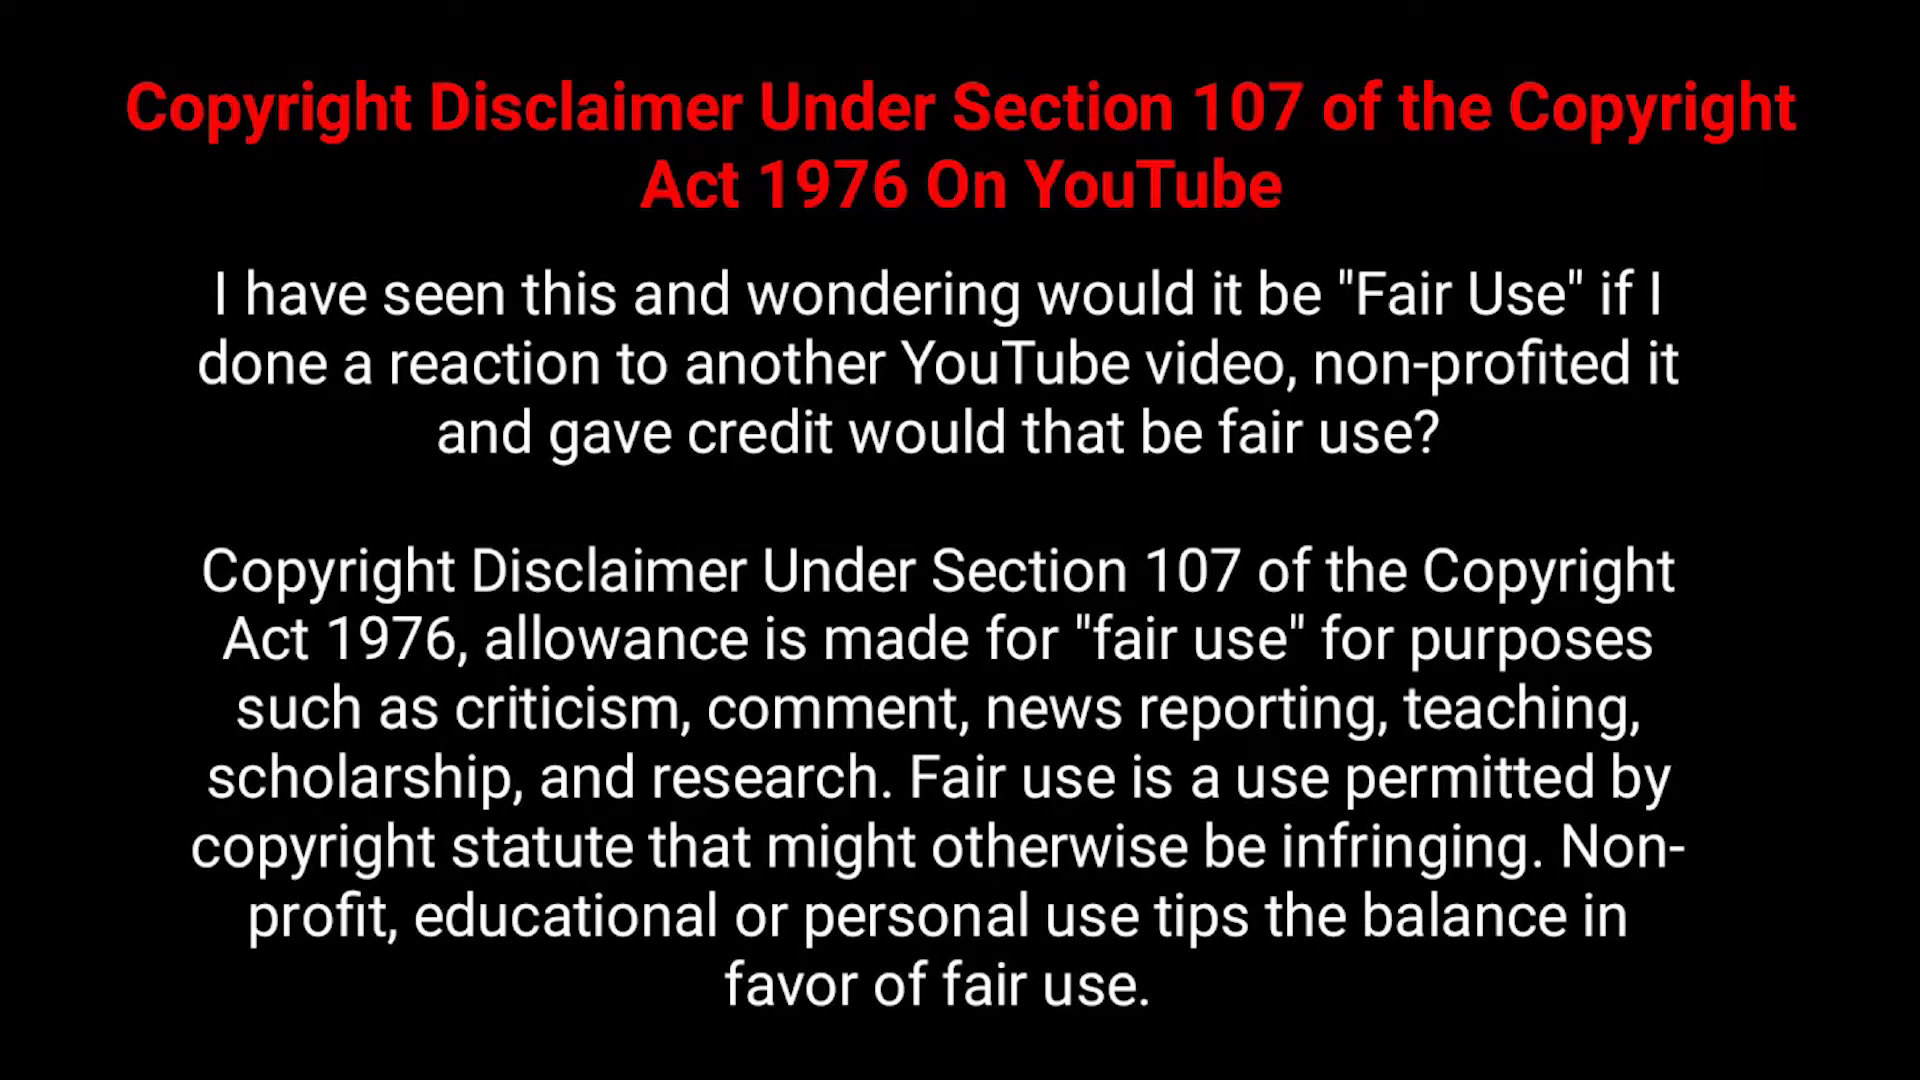 Copyright Disclaimer Under Section 107 of the Copyright
Act 1976 On YouTube
I have seen this and wondering would it be "Fair Use" if I
done a reaction to another YouTube video, non-profited it
and gave credit would that be fair use?
Copyright Disclaimer Under Section 107 of the Copyright
Act 1976, allowance is made for "fair use" for purposes
such as criticism, comment, news reporting, teaching,
scholarship, and research. Fair use is a use permitted by
copyright statute that might otherwise be infringing. Non-
profit, educational or personal use tips the balance in
favor of fair use.